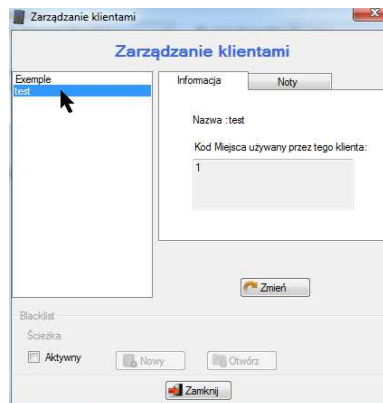 Zarządzanie klientami
Zarządzanie klientami
Exemple
test
Informacja
Noty
Nazwa :test
Kod Miejsca używany przez tego klienta:
1
Zmień
Blacklist
Ścieżka
Aktywny
Nowy
Otwórz
Zamknij